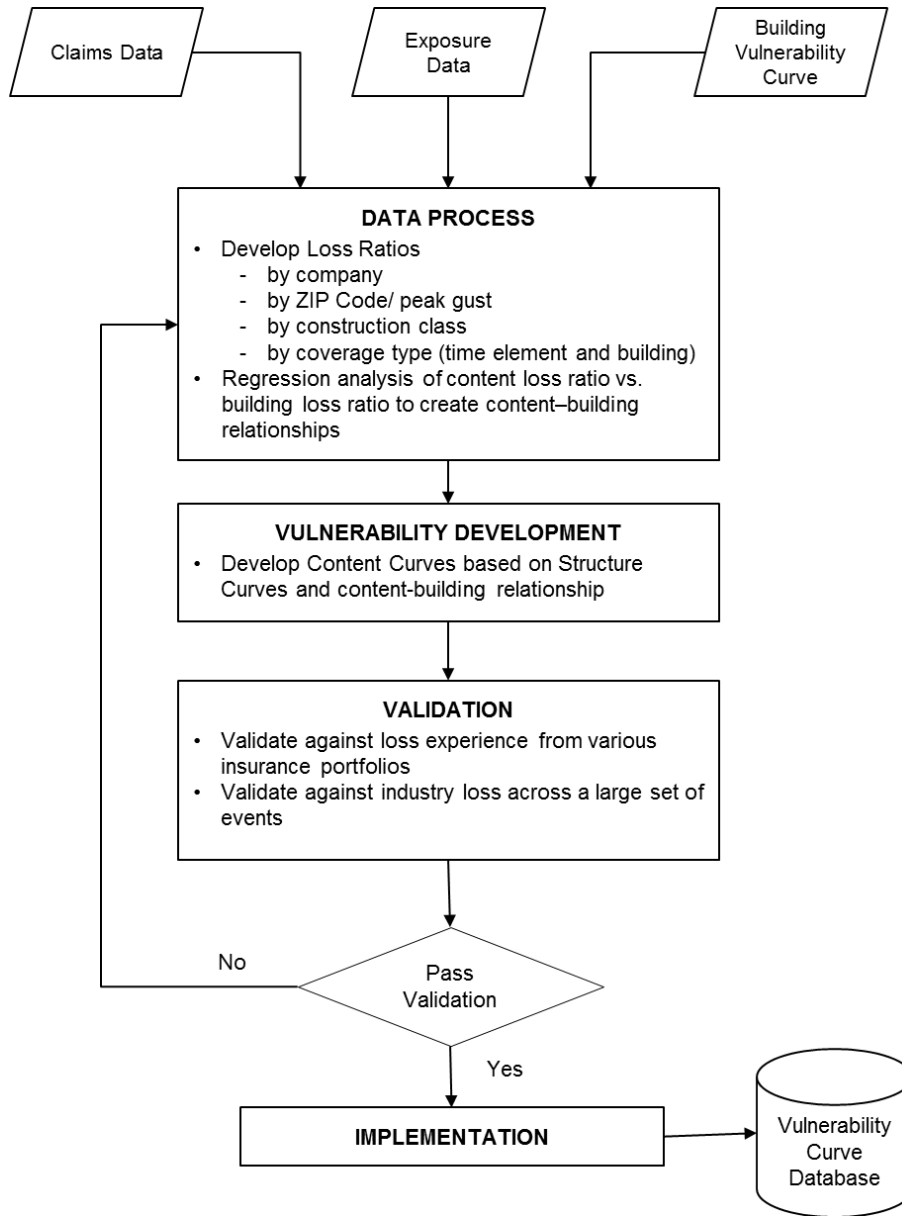 Claims Data
Exposure
Data
Building
Vulnerability
Curve
DATA PROCESS
• Develop Loss Ratios
- by company
- by ZIP Code/ peak gust
- by construction class
- by coverage type (time element and building)
• Regression analysis of content loss ratio vs.
building loss ratio to create content–building
relationships
VULNERABILITY DEVELOPMENT
• Develop Content Curves based on Structure
Curves and content-building relationship
VALIDATION
• Validate against loss experience from various
insurance portfolios
• Validate against industry loss across a large set of
events
No
Pass
Validation
Yes
IMPLEMENTATION
Vulnerability
Curve
Database